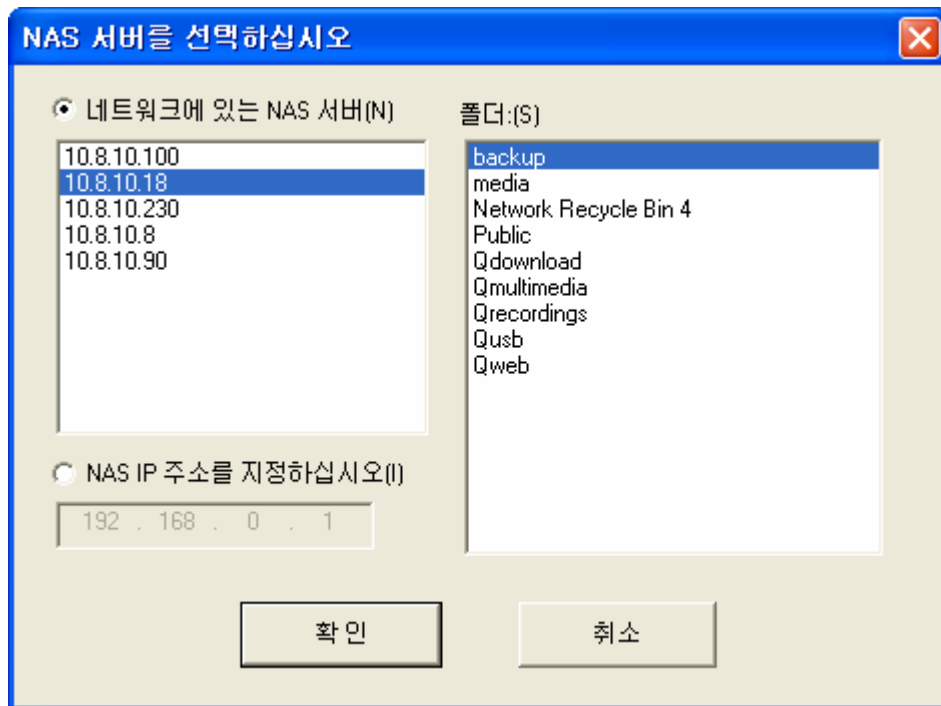 NAS 서버를 선택하십시오
네트워크에 있는 NAS 서버(N)
10.8.10.100
10.8.10.18
10.8.10.230
10.8.10.8
10.8.10.90
NAS IP 주소를 지정하십시오(I)
192 . 168 . 0 . 1
폴더:(S)
backup
media
Network Recycle Bin 4
Public
Qdownload
Qmultimedia
Qrecordings
Qusb
Qweb
확인
취소